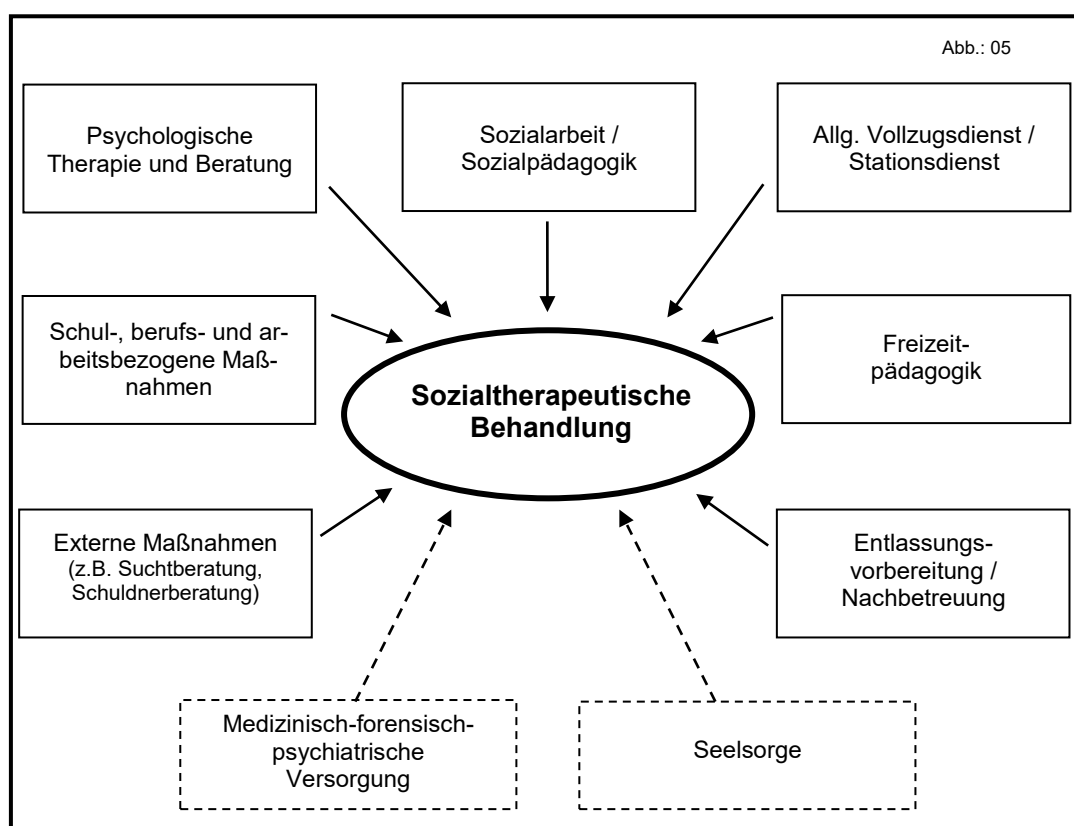 Abb.: 05
Psychologische
Therapie und Beratung
Sozialarbeit /
Sozialpädagogik
Allg. Vollzugsdienst /
Stationsdienst
Schul-, berufs- und ar-
beitsbezogene Maß-
nahmen
Freizeit-
pädagogik
Sozialtherapeutische
Behandlung
Externe Maßnahmen
(z.B. Suchtberatung,
Schuldnerberatung)
Entlassungs-
vorbereitung /
Nachbetreuung
Medizinisch-forensisch-
psychiatrische
Versorgung
Seelsorge